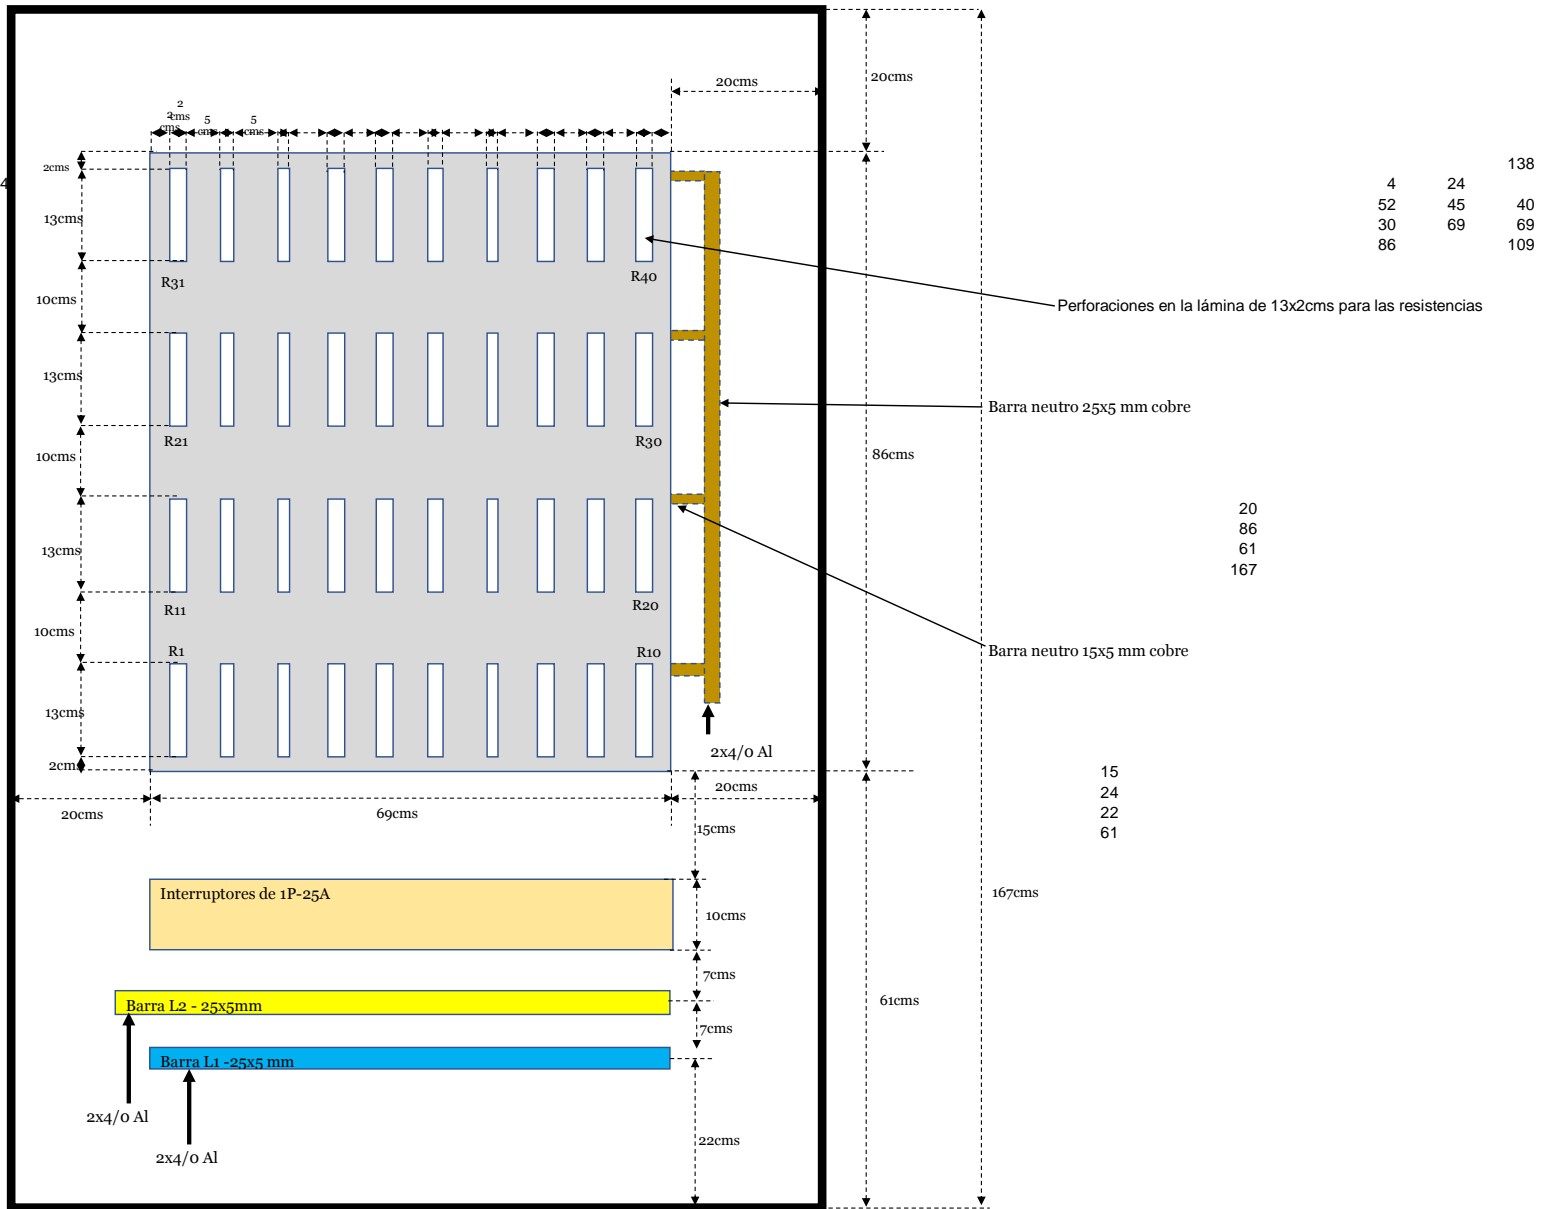 20cms
20cms
2
cms
2
cms
5
cms
5
cms
2cms
4
13cms
138
4 24
52 45 40
30 69 69
86 109
R31
R40
10cms
Perforaciones en la lámina de 13x2cms para las resistencias
13cms
Barra neutro 25x5 mm cobre
R21
R30
10cms
86cms
20
86
61
167
13cms
R11
R20
10cms
R1
R10
Barra neutro 15x5 mm cobre
13cms
2x4/0 Al
2cms
15
24
22
61
20cms
20cms
69cms
15cms
Interruptores de 1P-25A
167cms
10cms
7cms
Barra L2 - 25x5mm
61cms
7cms
Barra L1 -25x5 mm
2x4/0 Al
22cms
2x4/0 Al